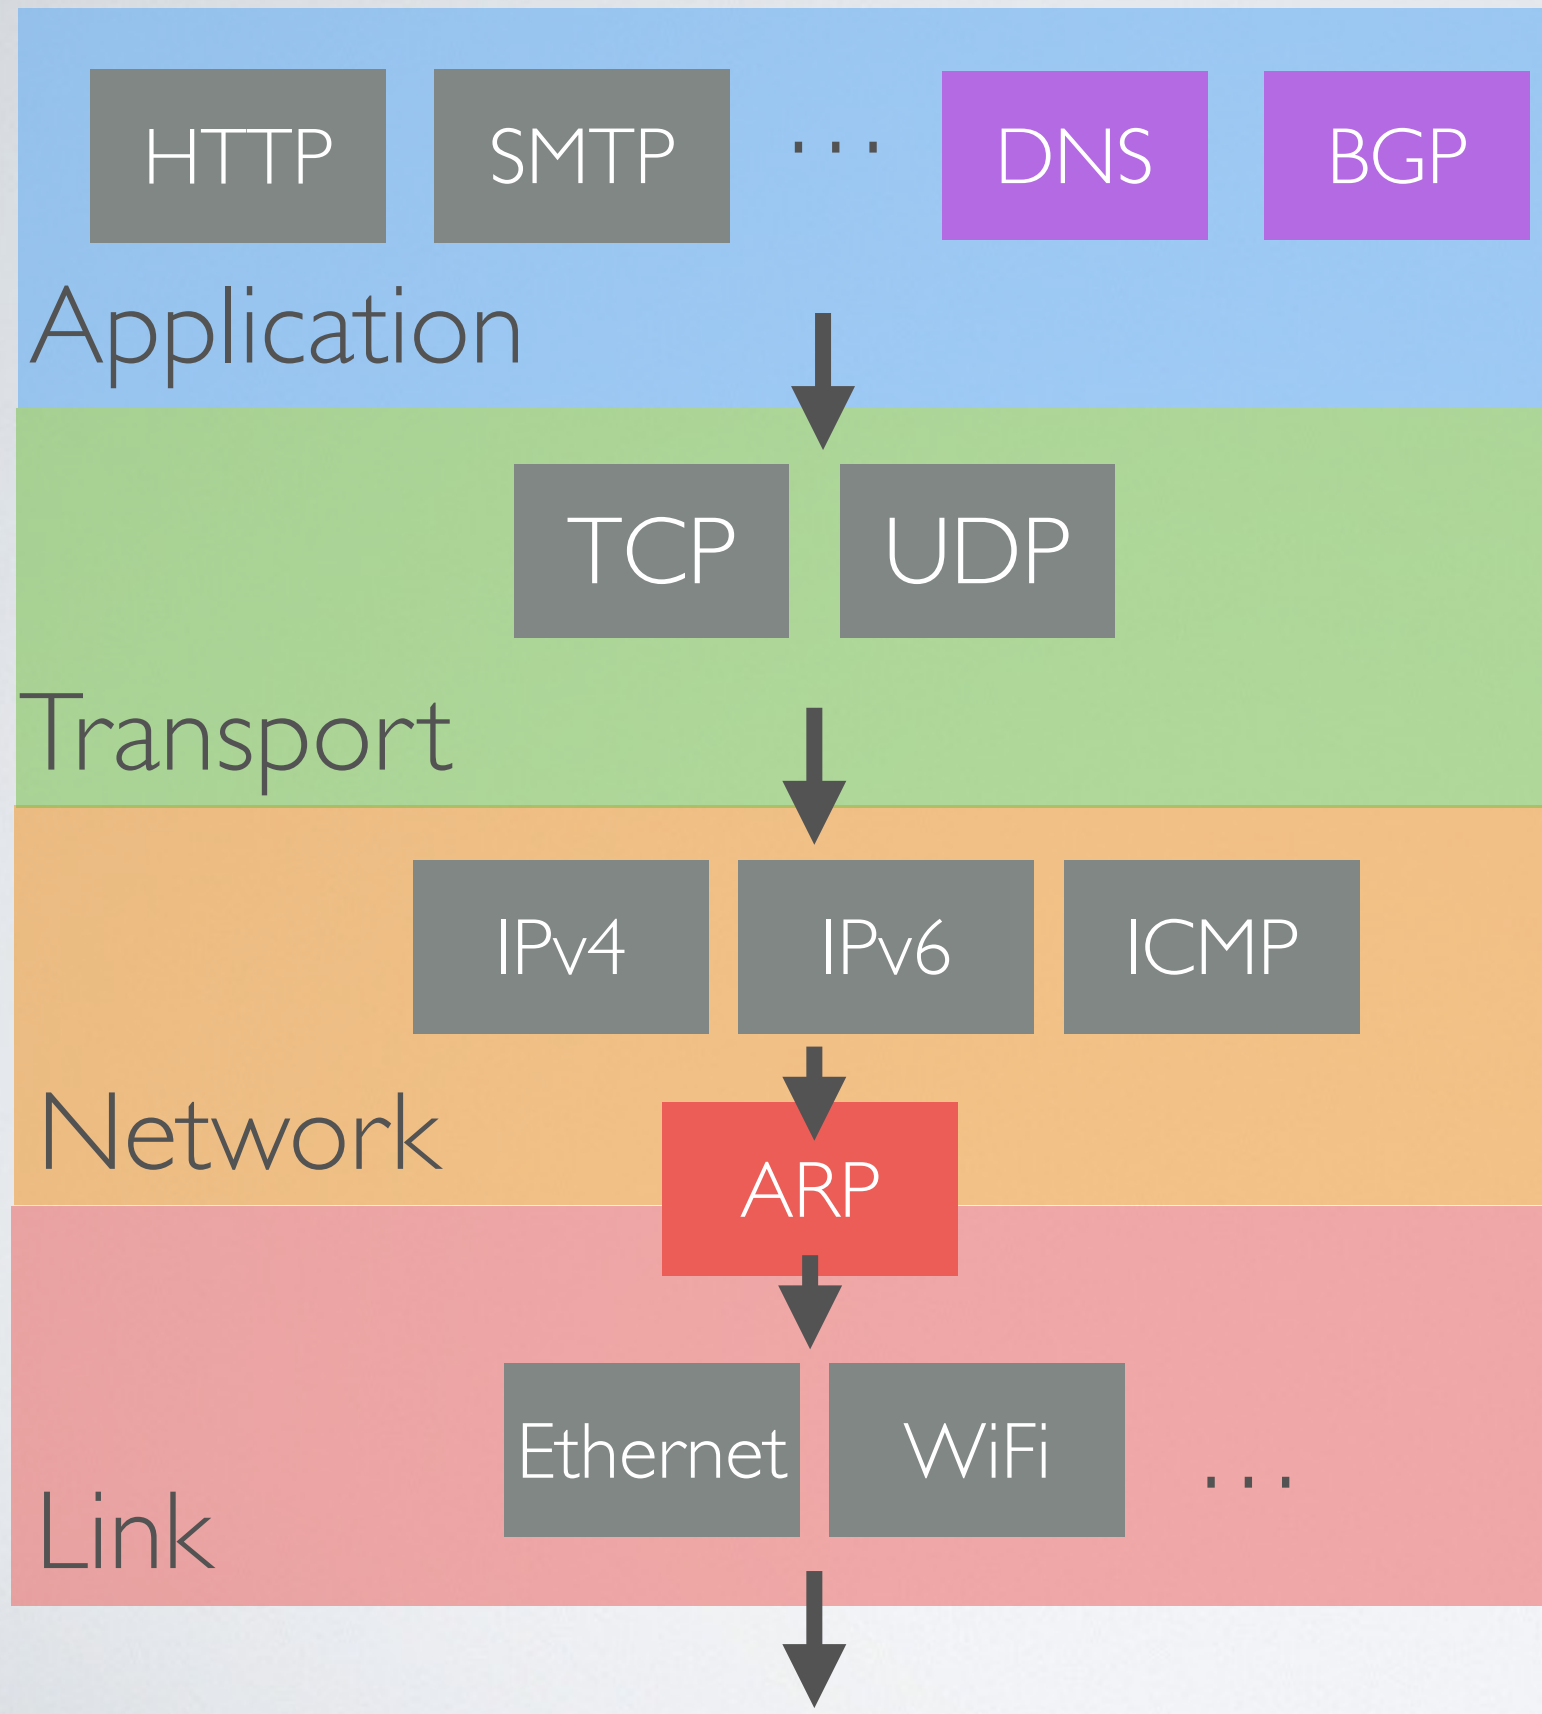 HTTP SMTP ... DNS BGP
Application
TCP UDP
Transport
IPv4 IPv6 ICMP
Network
ARP
Ethernet WiFi ...
Link